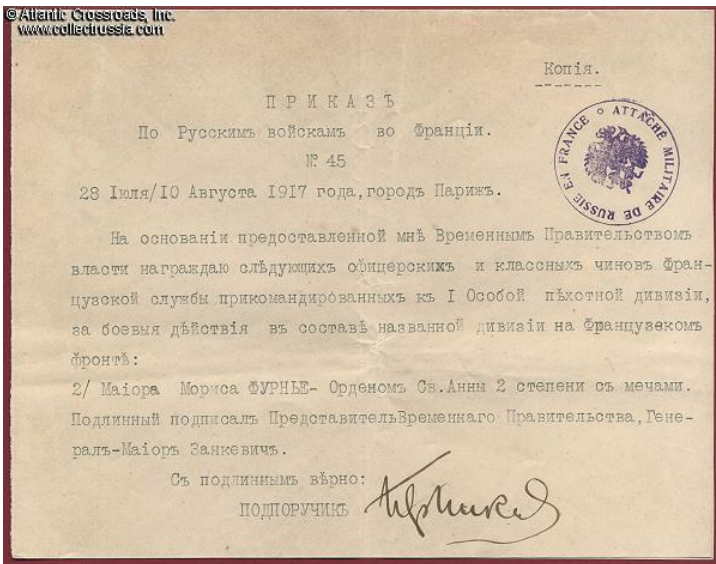 © Atlantic Crossroads, Inc.
www.collectrussia.com
Копія.
ПРИКАЗЪ
По Русскимъ войскамъ во Франціи.
№ 45
ATTACHÉ MILITAIRE DE RUSSIE EN FRANCE
28 Іюля/10 Августа 1917 года, городъ Парижъ.
На основаніи предоставленной мнѣ Временнымъ Правительствомъ
власти награждаю слѣдующихъ офицерскихъ и классныхъ чиновъ Фран-
цузской службы прикомандированныхъ къ I Особой пѣхотной дивизіи,
за боевыя дѣйствія въ составѣ названной дивизіи на Французскомъ
фронтѣ:
2/ Маіора Мориса ФУРНЬЕ- Орденомъ Св.Анны 2 степени съ мечами.
Подлинный подписалъ ПредставительВременнаго Правительства, Гене-
ралъ-Маіоръ Занкевичъ.
Съ подлиннымъ вѣрно:
ПОДПОРУЧИКЪ